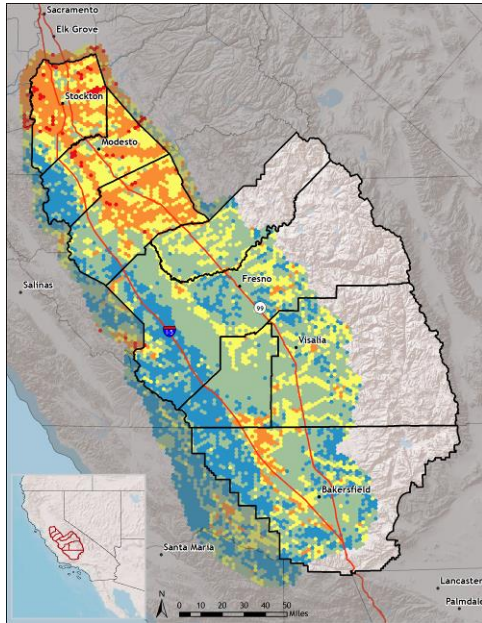 Sacramento
Elk Grove
Stockton
Modesto
Salinas
Fresno
99
Visalia
Bakersfield
Santa Maria
Lancaster
Palmdale
N
0 10 20 30 40 50
Miles